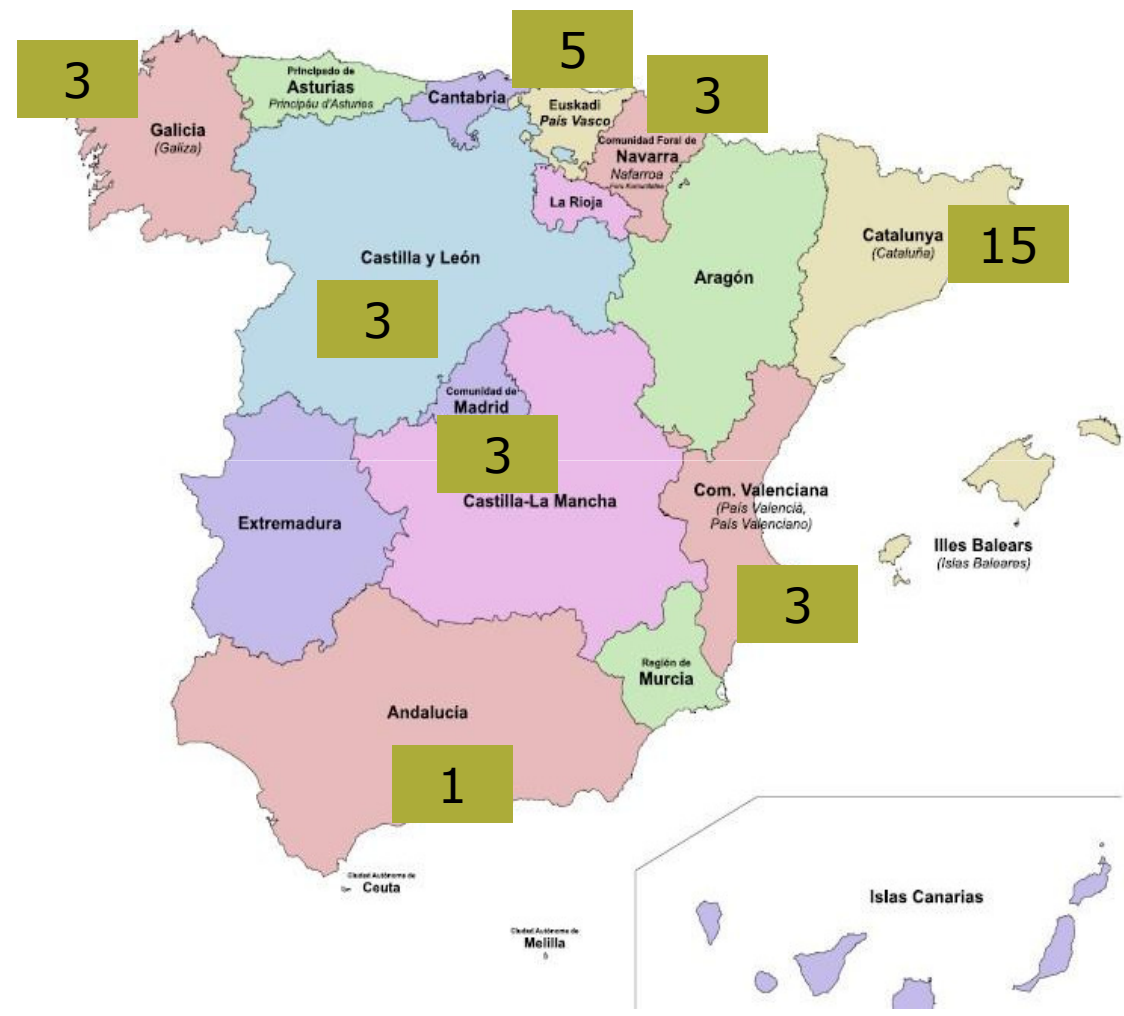 3
5
3
Principado de
Asturias
Principáu d'Asturies
Cantabria
Euskadi
País Vasco
Galicia
(Galiza)
Comunidad Foral de
Navarra
Nafarroa
La Rioja
Catalunya
(Cataluña)
15
Castilla y León
3
Aragón
Comunidad de
Madrid
3
Castilla-La Mancha
Com. Valenciana
(País Valencià,
País Valenciano)
Extremadura
Illes Balears
(Islas Baleares)
3
Región de
Murcia
Andalucia
1
Ciudad Autónoma de
Ceuta
Islas Canarias
Ciudad Autónoma de
Melilla